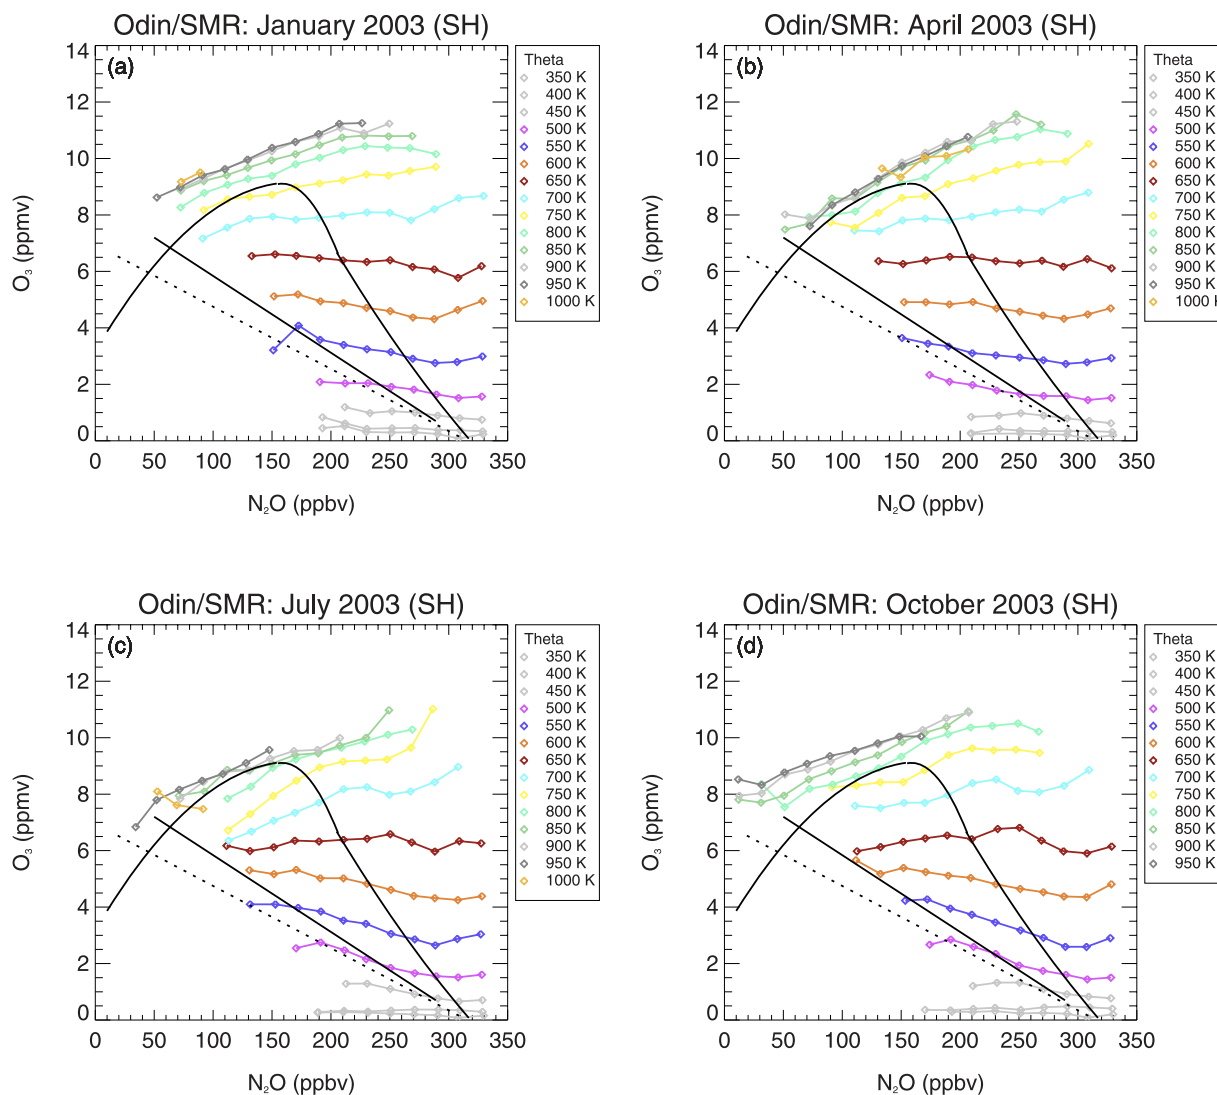 Odin/SMR: January 2003 (SH)
(a)
14
12
10
8
6
4
2
0
O₃ (ppmv)
0 50 100 150 200 250 300 350
N₂O (ppbv)
Theta
350 K
400 K
450 K
500 K
550 K
600 K
650 K
700 K
750 K
800 K
850 K
900 K
950 K
1000 K
Odin/SMR: April 2003 (SH)
(b)
14
12
10
8
6
4
2
0
O₃ (ppmv)
0 50 100 150 200 250 300 350
N₂O (ppbv)
Theta
350 K
400 K
450 K
500 K
550 K
600 K
650 K
700 K
750 K
800 K
850 K
900 K
950 K
1000 K
Odin/SMR: July 2003 (SH)
(c)
14
12
10
8
6
4
2
0
O₃ (ppmv)
0 50 100 150 200 250 300 350
N₂O (ppbv)
Theta
350 K
400 K
450 K
500 K
550 K
600 K
650 K
700 K
750 K
800 K
850 K
900 K
950 K
1000 K
Odin/SMR: October 2003 (SH)
(d)
14
12
10
8
6
4
2
0
O₃ (ppmv)
0 50 100 150 200 250 300 350
N₂O (ppbv)
Theta
350 K
400 K
450 K
500 K
550 K
600 K
650 K
700 K
750 K
800 K
850 K
900 K
950 K